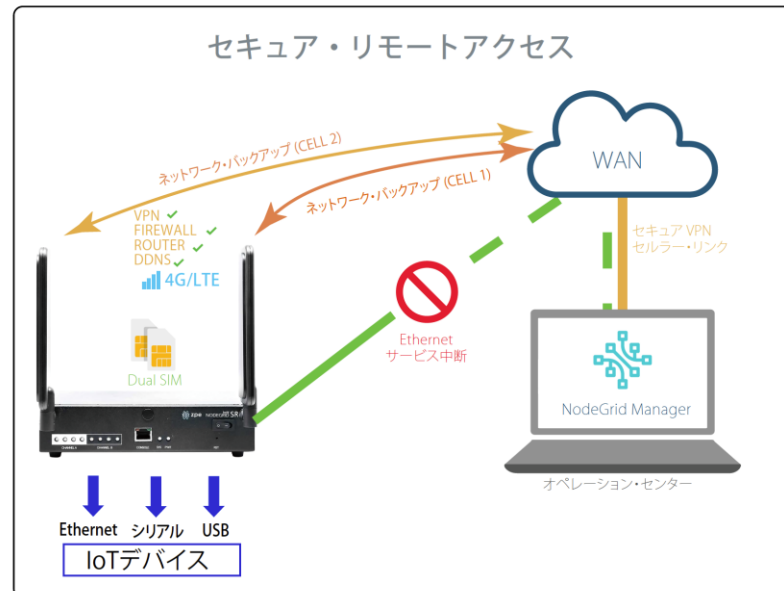 セキュア・リモートアクセス
ネットワーク・バックアップ (CELL 2)
ネットワーク・バックアップ (CELL 1)
WAN
VPN
FIREWALL
ROUTER
DDNS
4G/LTE
セキュア VPN
セルラー・リンク
Ethernet
サービス中断
Dual SIM
NodeGrid Manager
zpe NODEGRID SR
オペレーション・センター
Ethernet シリアル USB
IoTデバイス